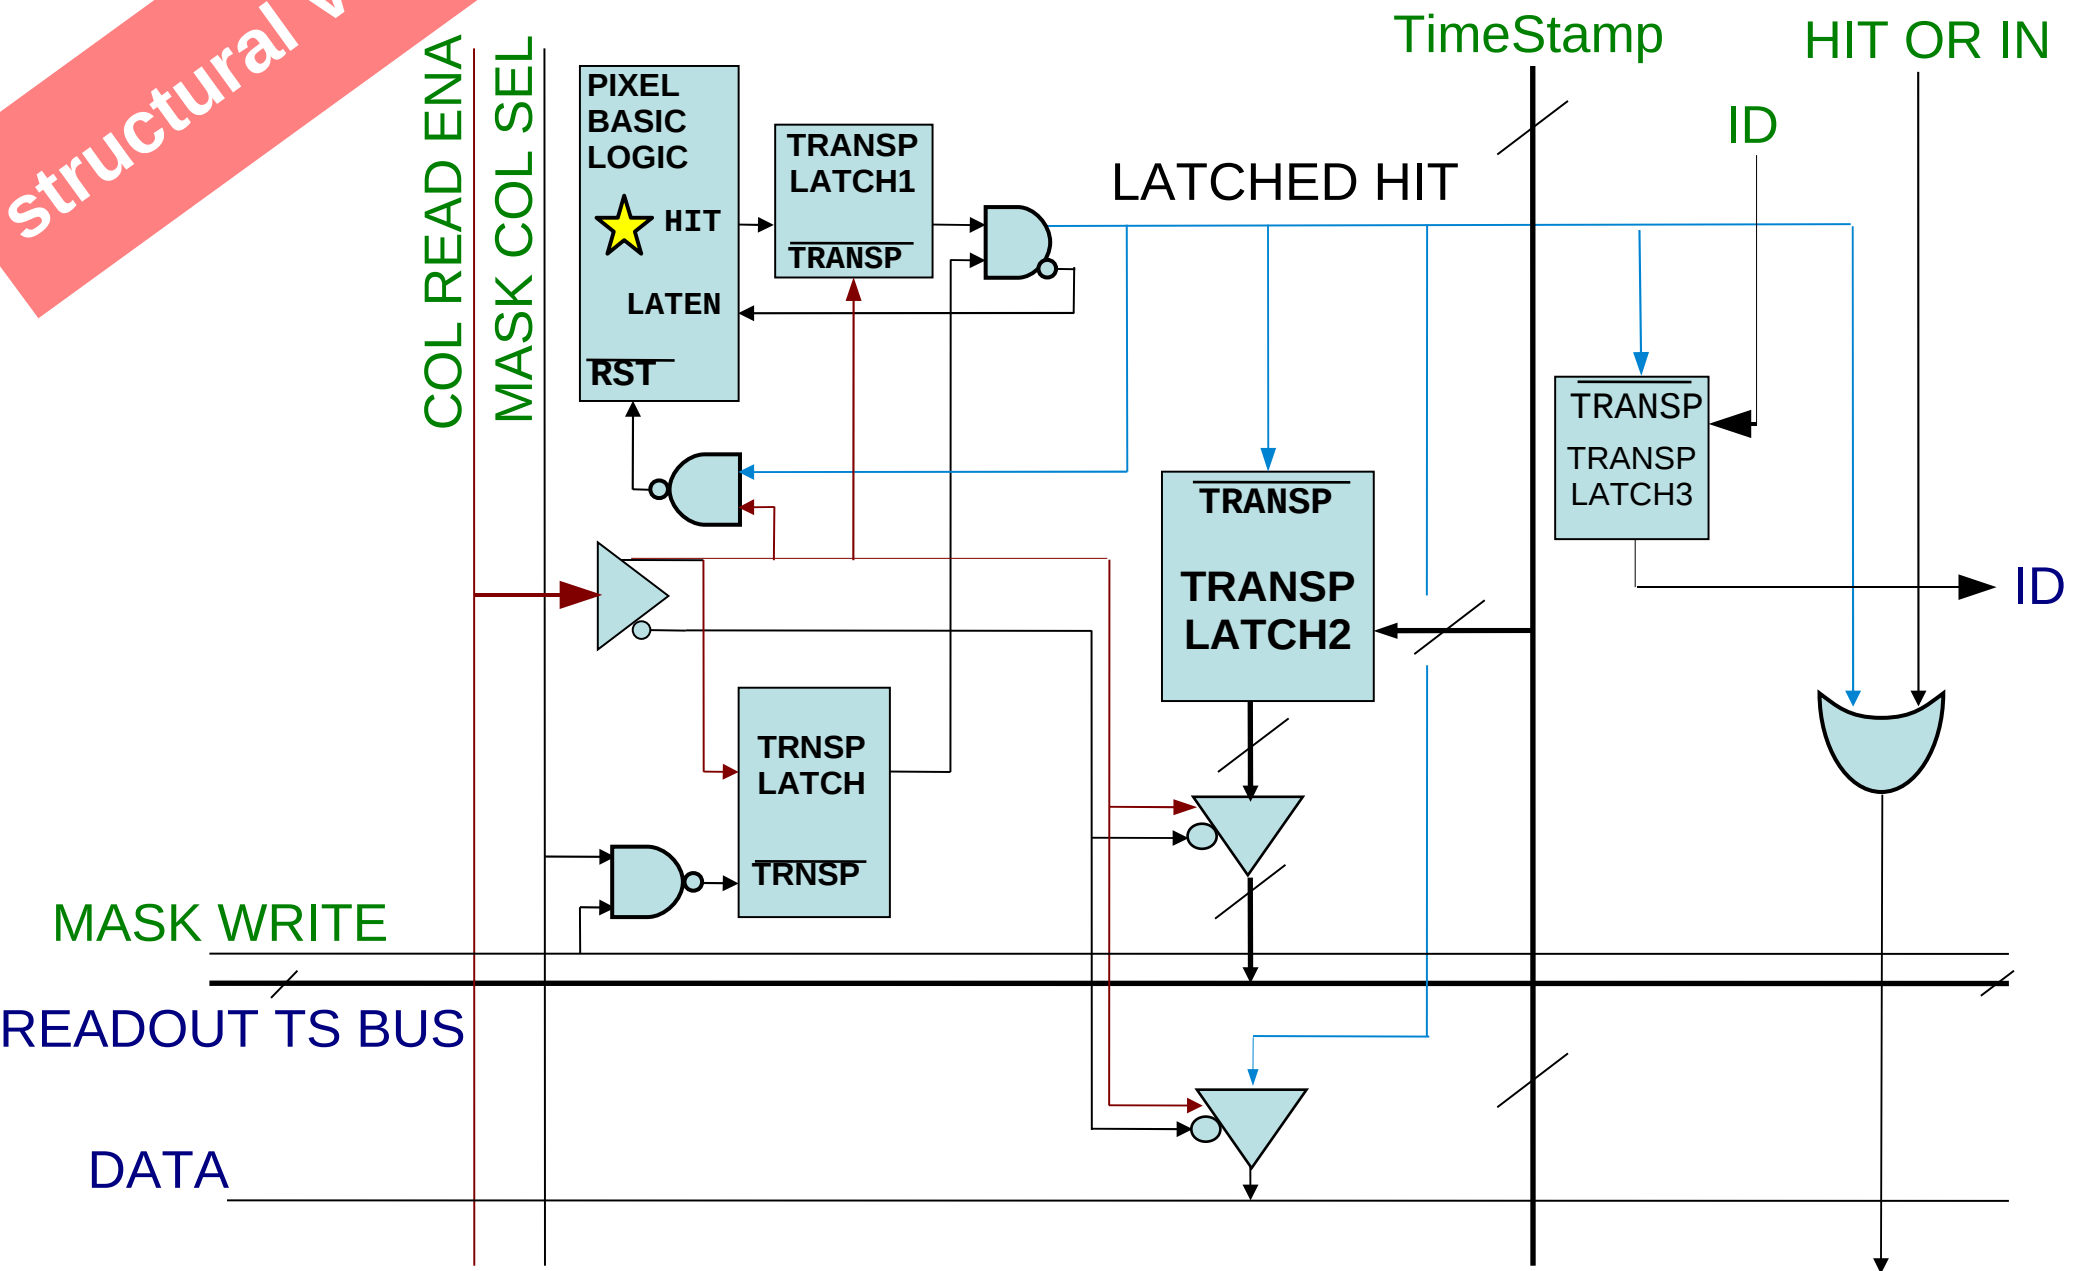 structural
COL READ ENA
MASK COL SEL
TimeStamp
HIT OR IN
ID
PIXEL
BASIC
LOGIC
HIT
LATEN
RST
TRANSP
LATCH1
TRANSP
LATCHED HIT
TRANSP
TRANSP
LATCH3
TRANSP
TRANSP
LATCH2
ID
TRNSP
LATCH
TRNSP
MASK WRITE
READOUT TS BUS
DATA